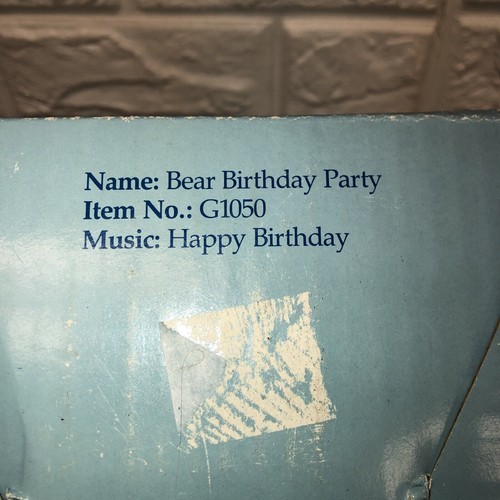 Name: Bear Birthday Party
Item No.: G1050
Music: Happy Birthday